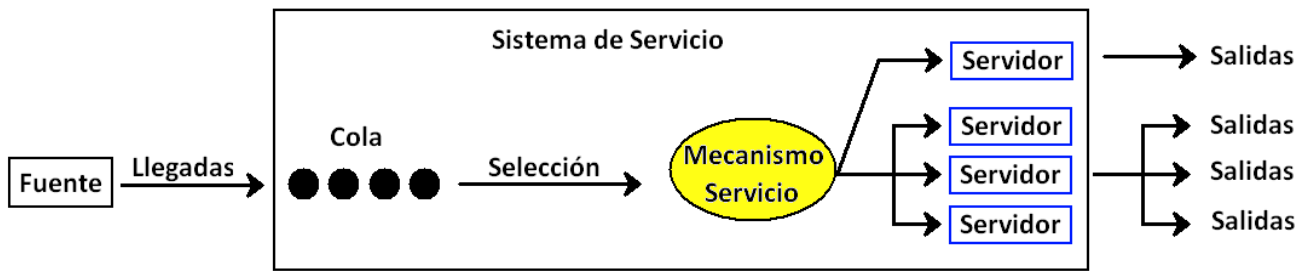 Sistema de Servicio
Fuente
Llegadas
Cola
Selección
Mecanismo
Servicio
Servidor
Servidor
Servidor
Servidor
Salidas
Salidas
Salidas
Salidas